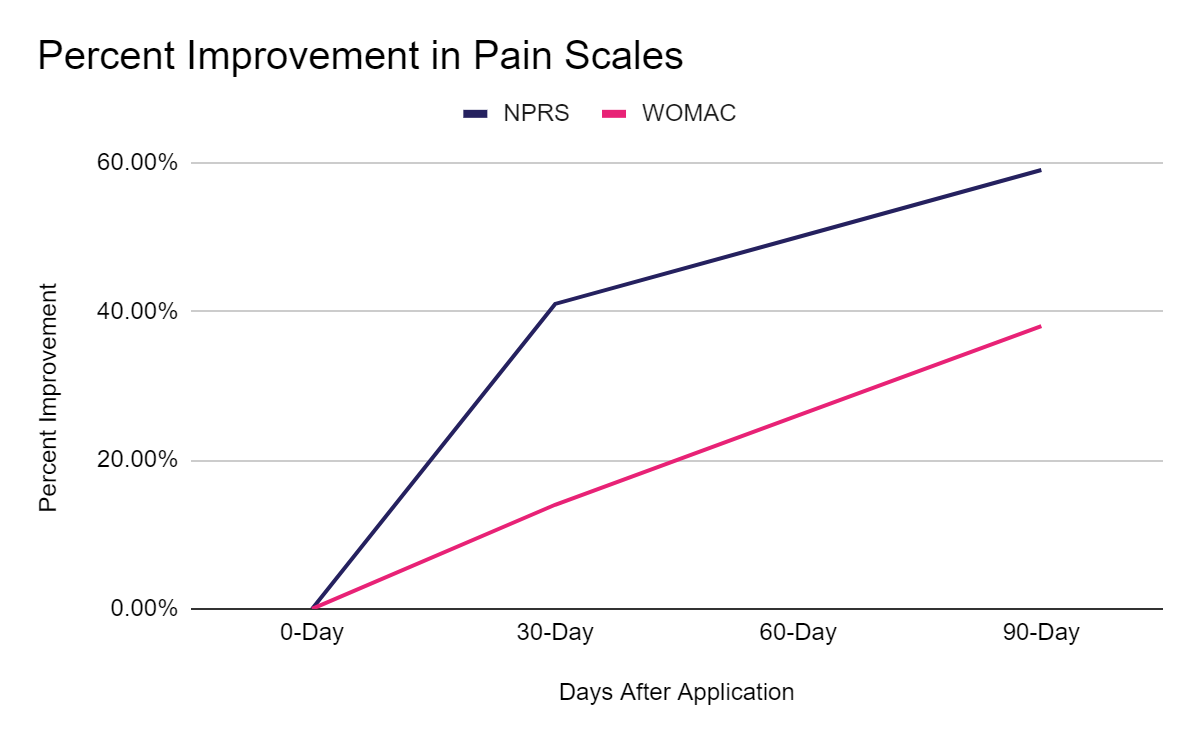 Percent Improvement in Pain Scales
NPRS WOMAC
60.00%
40.00%
20.00%
0.00%
Percent Improvement
0-Day 30-Day 60-Day 90-Day
Days After Application